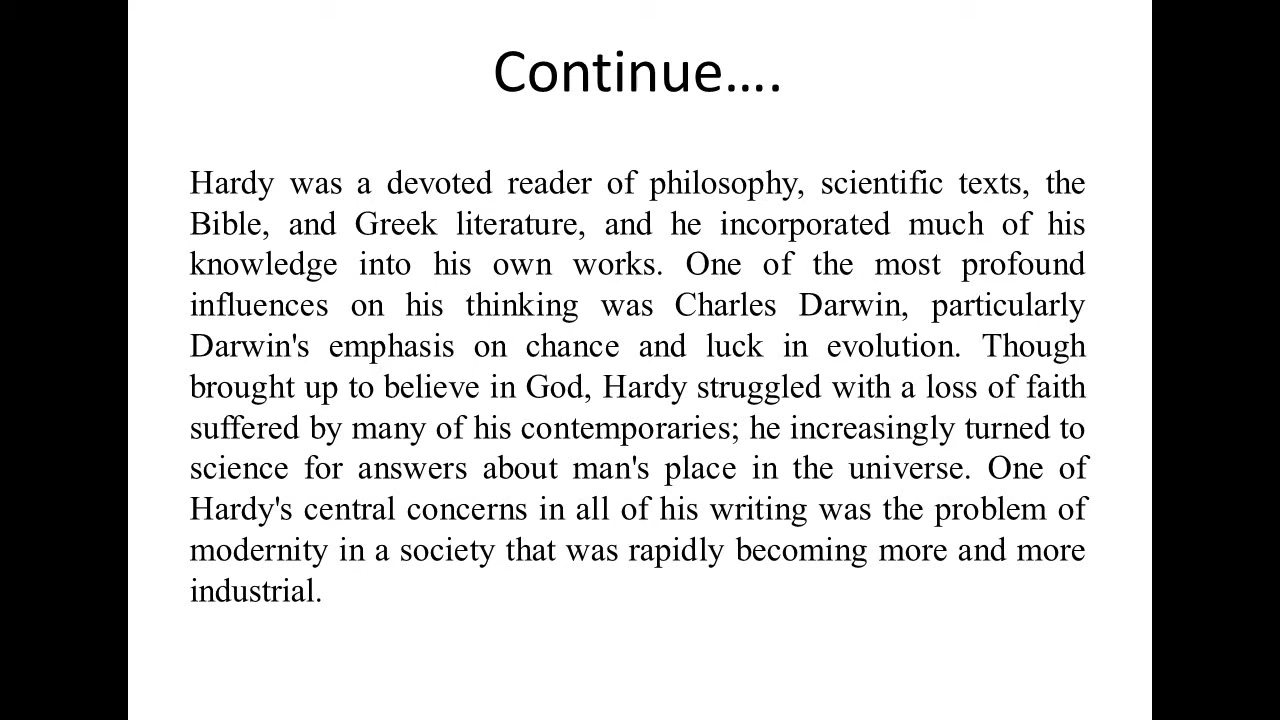 Continue….
Hardy was a devoted reader of philosophy, scientific texts, the
Bible, and Greek literature, and he incorporated much of his
knowledge into his own works. One of the most profound
influences on his thinking was Charles Darwin, particularly
Darwin's emphasis on chance and luck in evolution. Though
brought up to believe in God, Hardy struggled with a loss of faith
suffered by many of his contemporaries; he increasingly turned to
science for answers about man's place in the universe. One of
Hardy's central concerns in all of his writing was the problem of
modernity in a society that was rapidly becoming more and more
industrial.